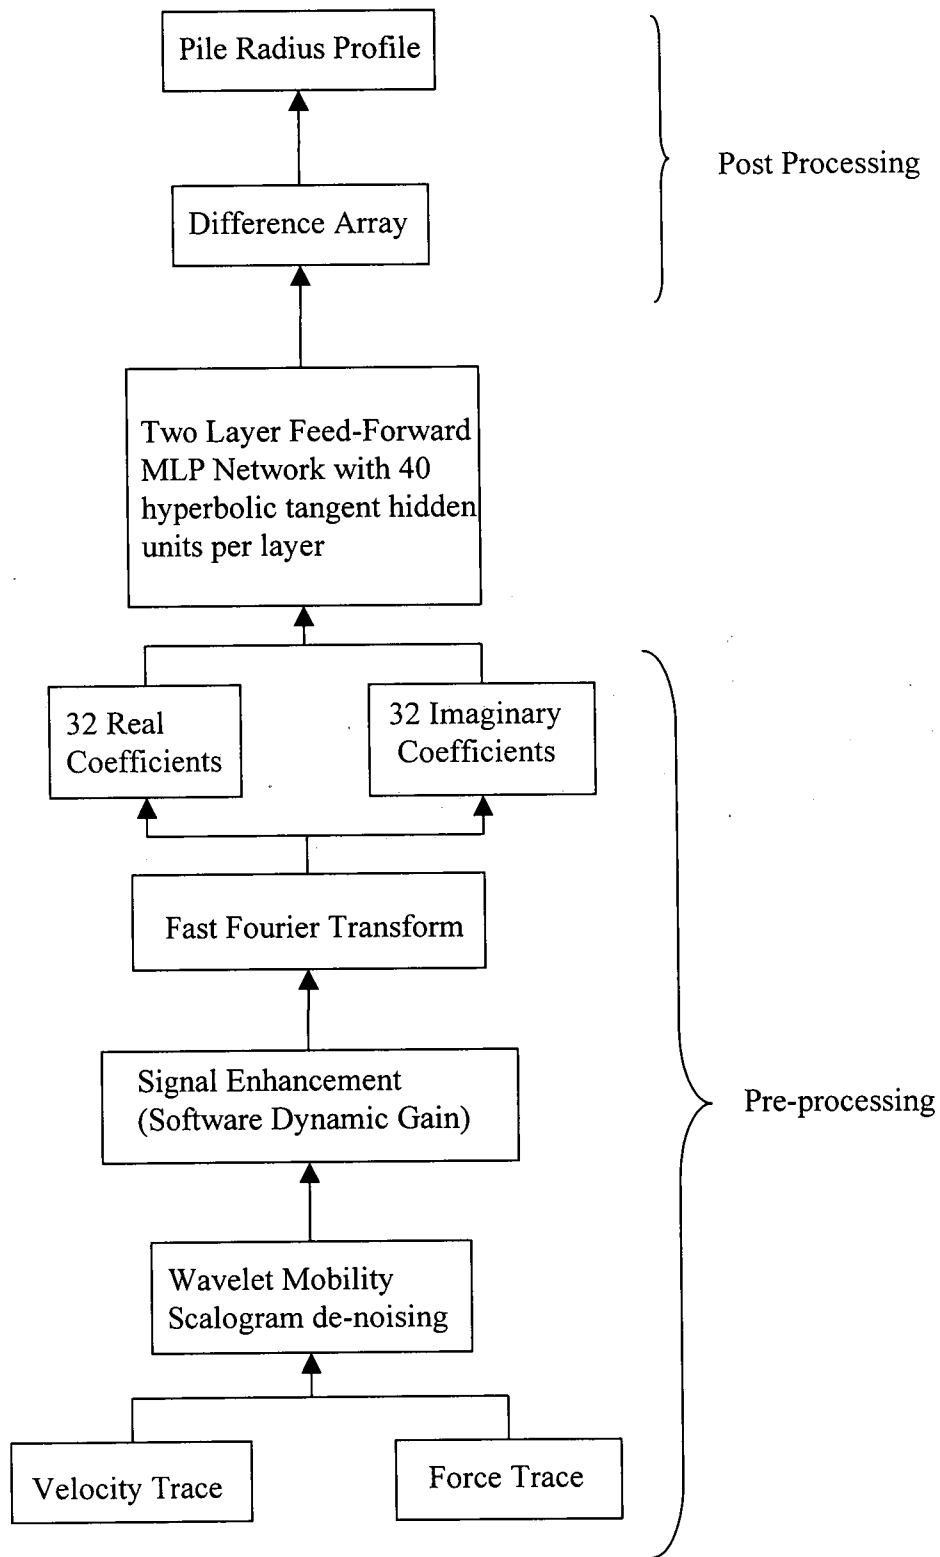 Pile Radius Profile
Post Processing
Difference Array
Two Layer Feed-Forward
MLP Network with 40
hyperbolic tangent hidden
units per layer
32 Real
Coefficients
32 Imaginary
Coefficients
Fast Fourier Transform
Signal Enhancement
(Software Dynamic Gain)
Pre-processing
Wavelet Mobility
Scalogram de-noising
Velocity Trace
Force Trace